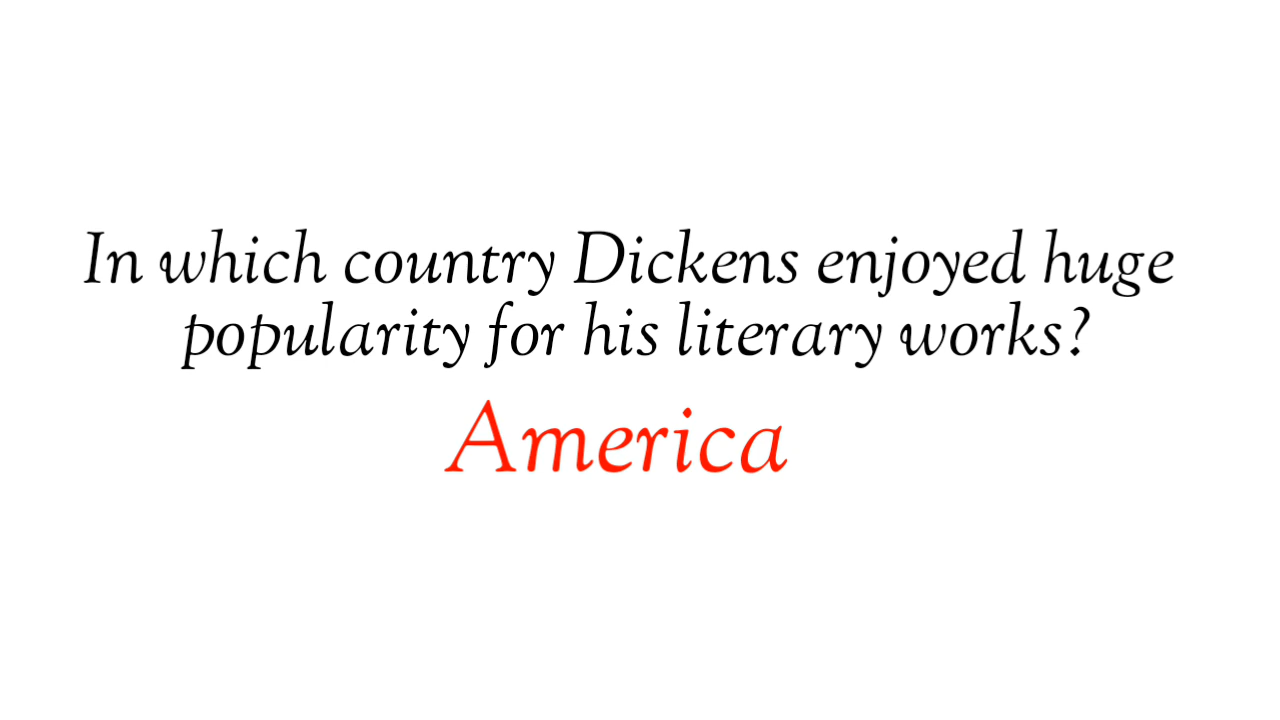 In which country Dickens enjoyed huge
popularity for his literary works?
America